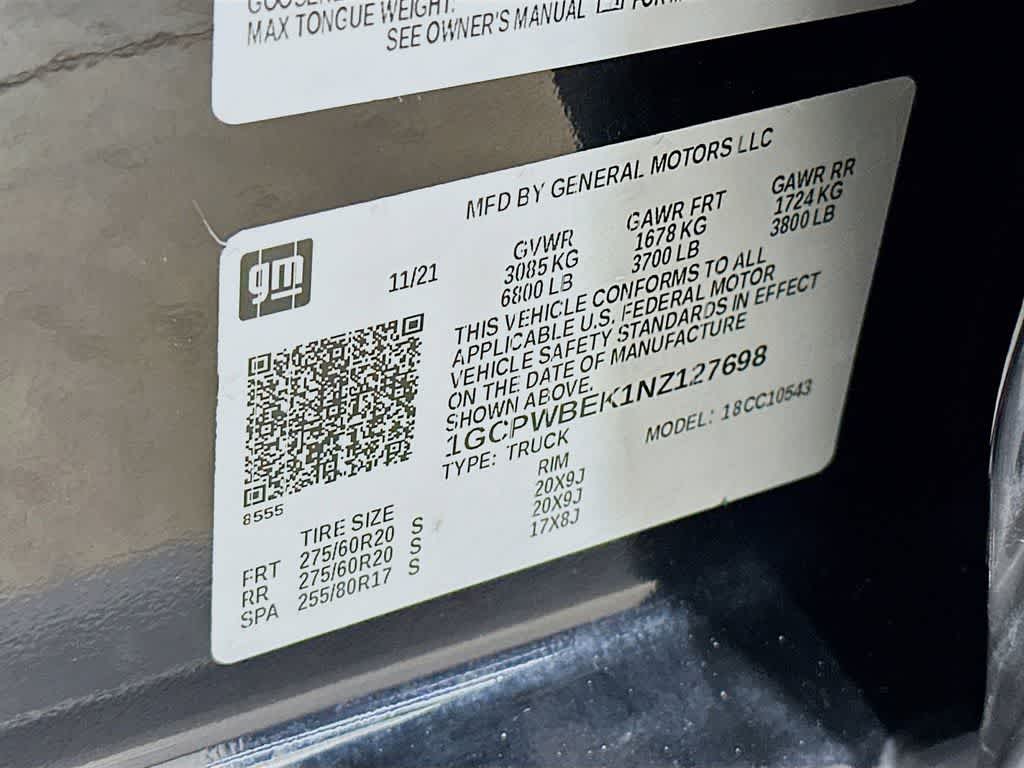 MAX TONGUE WEIGHT:
SEE OWNER'S MANUAL
MFD BY GENERAL MOTORS LLC
gm
11/21
GVWR GAWR FRT GAWR RR
3085 KG 1678 KG 1724 KG
6800 LB 3700 LB 3800 LB
THIS VEHICLE CONFORMS TO ALL
APPLICABLE U.S. FEDERAL MOTOR
VEHICLE SAFETY STANDARDS IN EFFECT
ON THE DATE OF MANUFACTURE
SHOWN ABOVE.
1GCPWBEK1NZ127698
TYPE: TRUCK MODEL: 18CC10543
8555
TIRE SIZE RIM
FRT 275/60R20 S 20X9J
RR 275/60R20 S 20X9J
SPA 255/80R17 S 17X8J